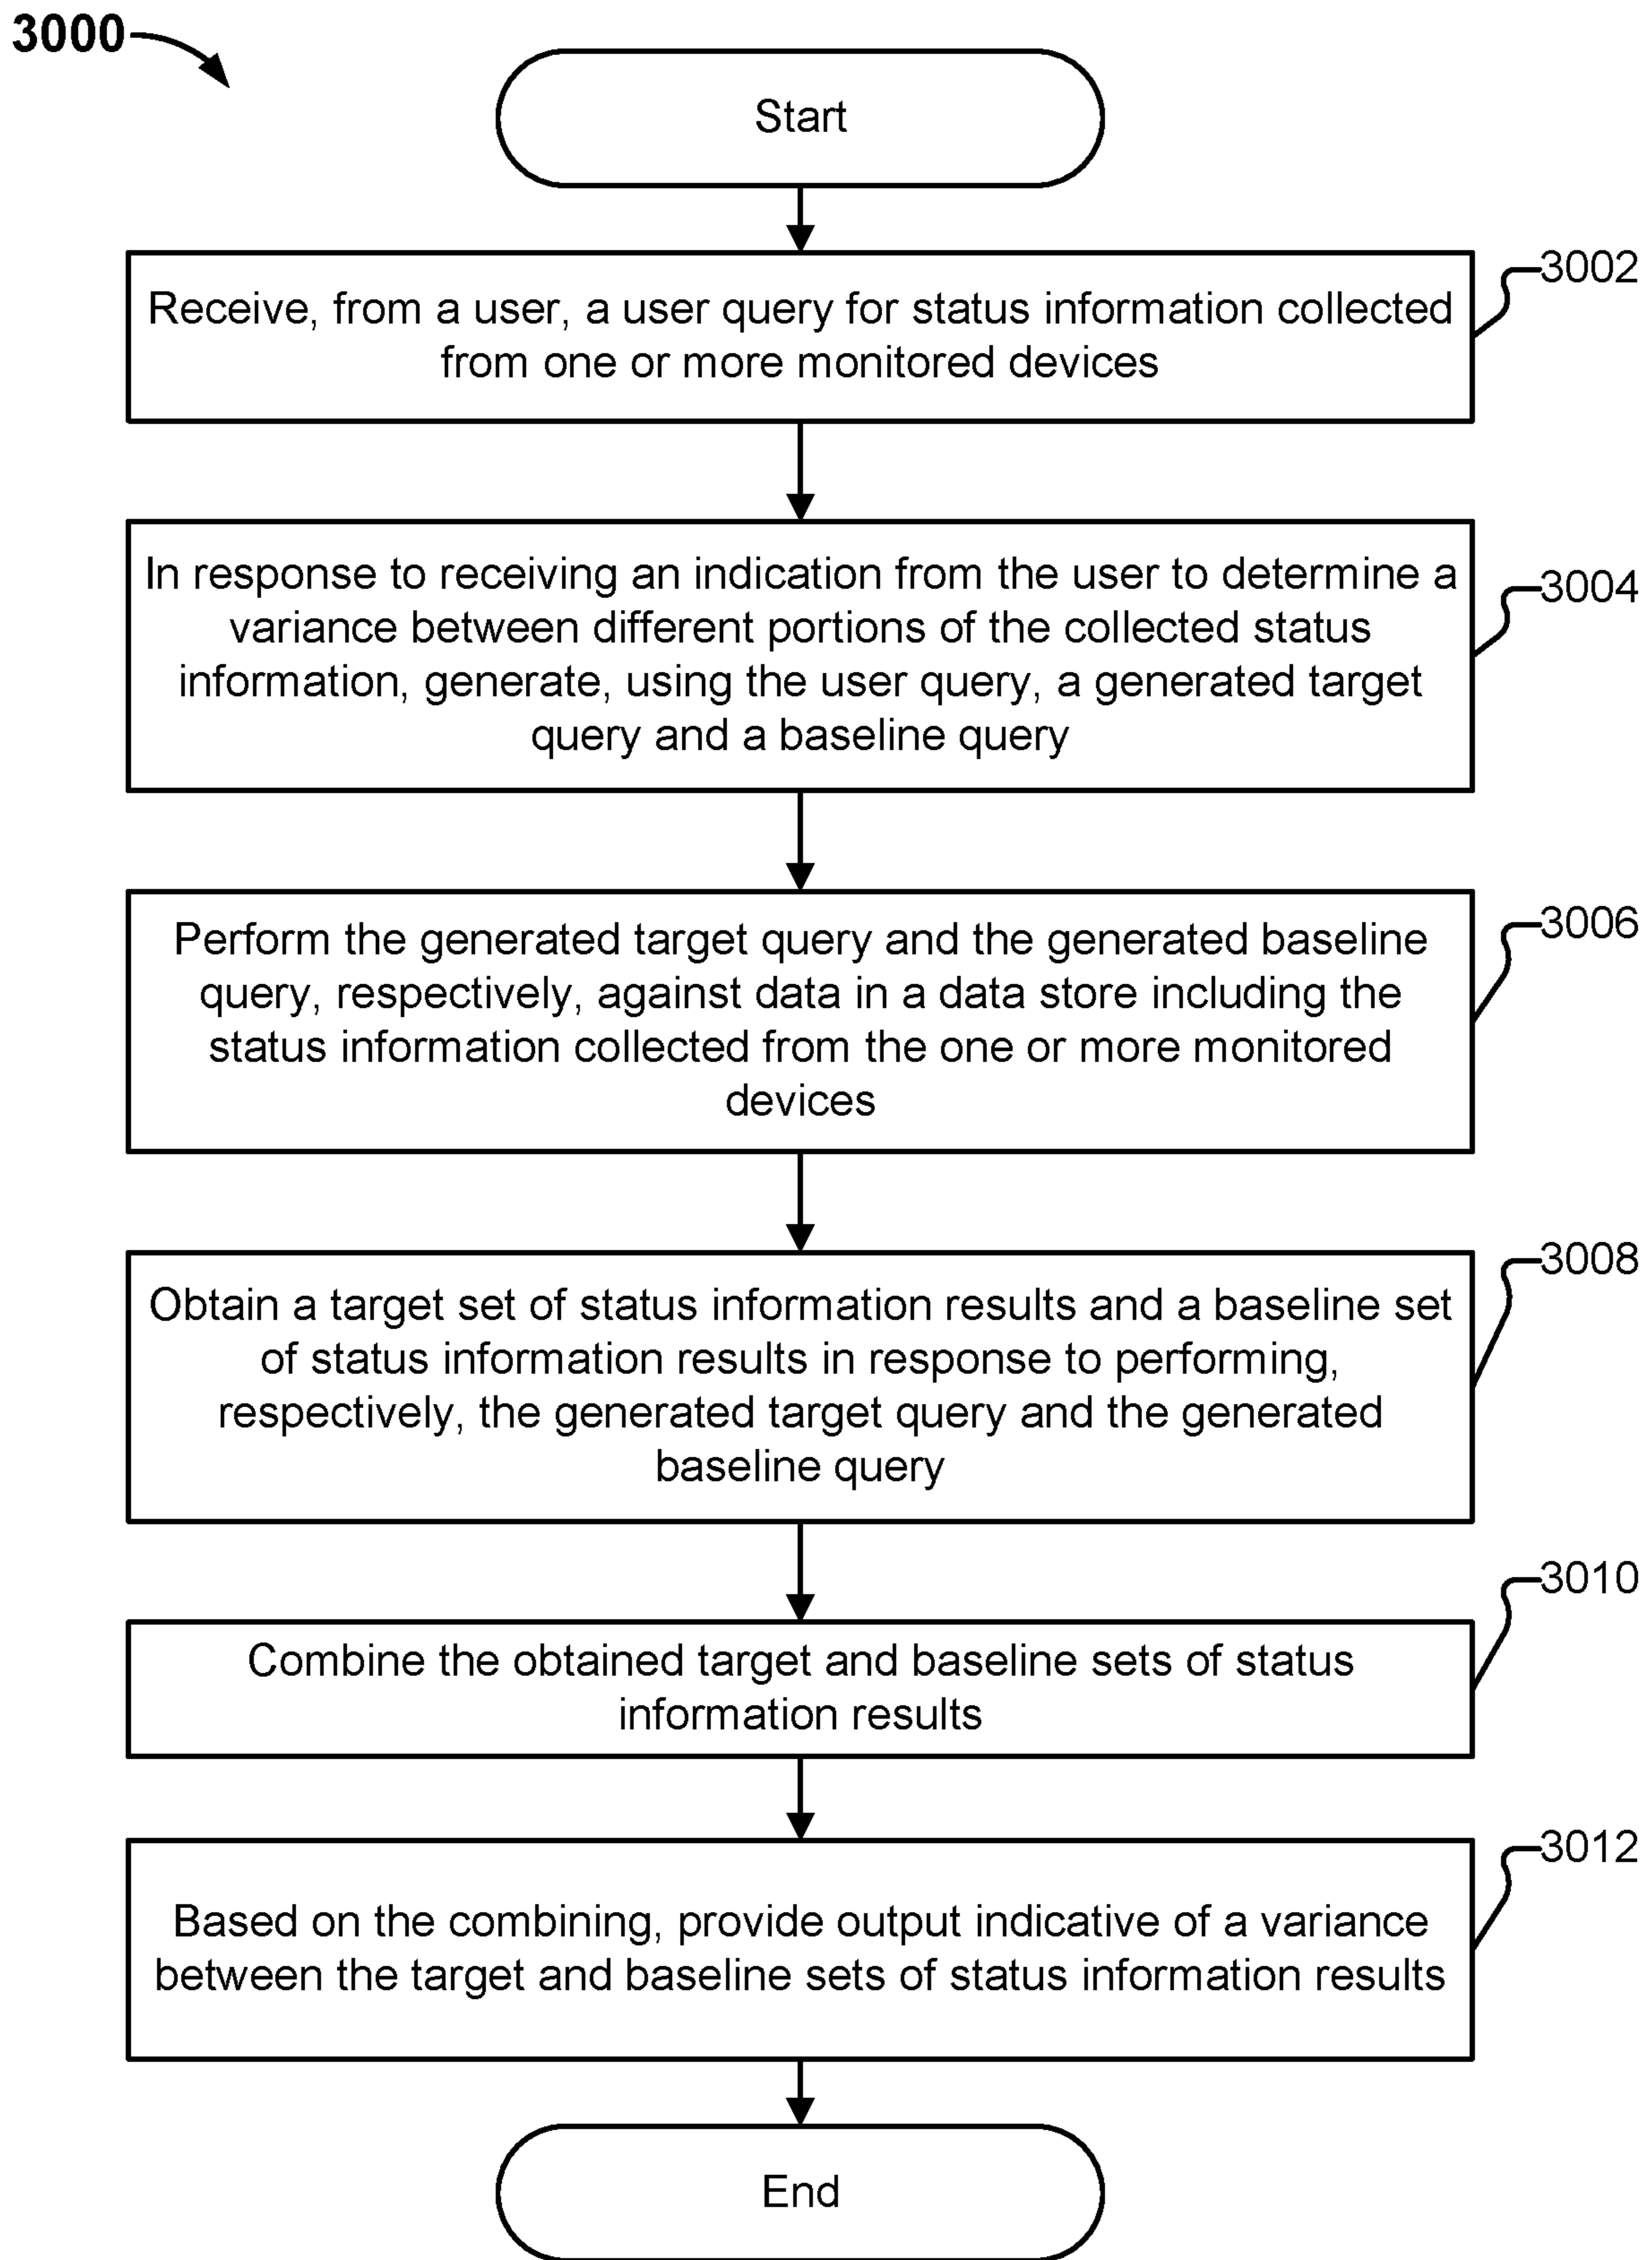 3000
Start
3002
Receive, from a user, a user query for status information collected
from one or more monitored devices
3004
In response to receiving an indication from the user to determine a
variance between different portions of the collected status
information, generate, using the user query, a generated target
query and a baseline query
3006
Perform the generated target query and the generated baseline
query, respectively, against data in a data store including the
status information collected from the one or more monitored
devices
3008
Obtain a target set of status information results and a baseline set
of status information results in response to performing,
respectively, the generated target query and the generated
baseline query
3010
Combine the obtained target and baseline sets of status
information results
3012
Based on the combining, provide output indicative of a variance
between the target and baseline sets of status information results
End